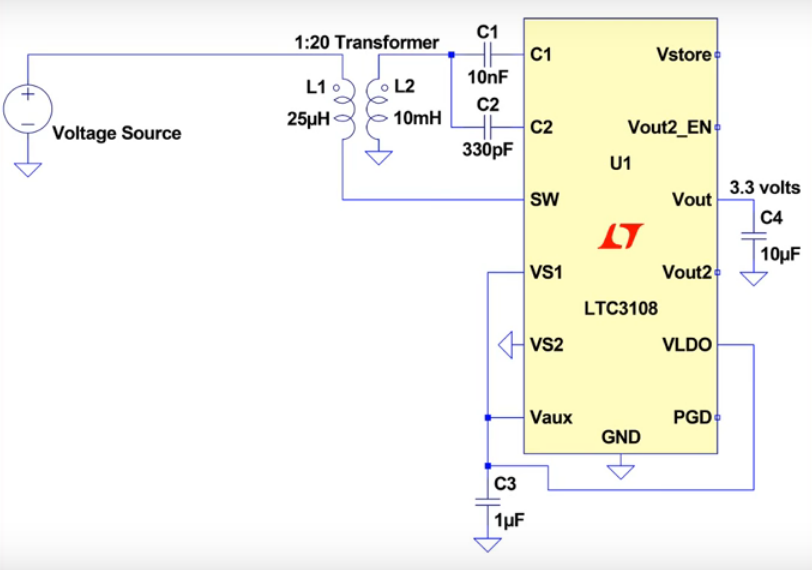 1:20 Transformer
C1
C1
Vstore
L1
L2
10nF
25µH
10mH
C2
Voltage Source
C2
Vout2_EN
330pF
U1
3.3 volts
SW
Vout
C4
10µF
VS1
Vout2
LTC3108
VS2
VLDO
Vaux
PGD
GND
C3
1µF